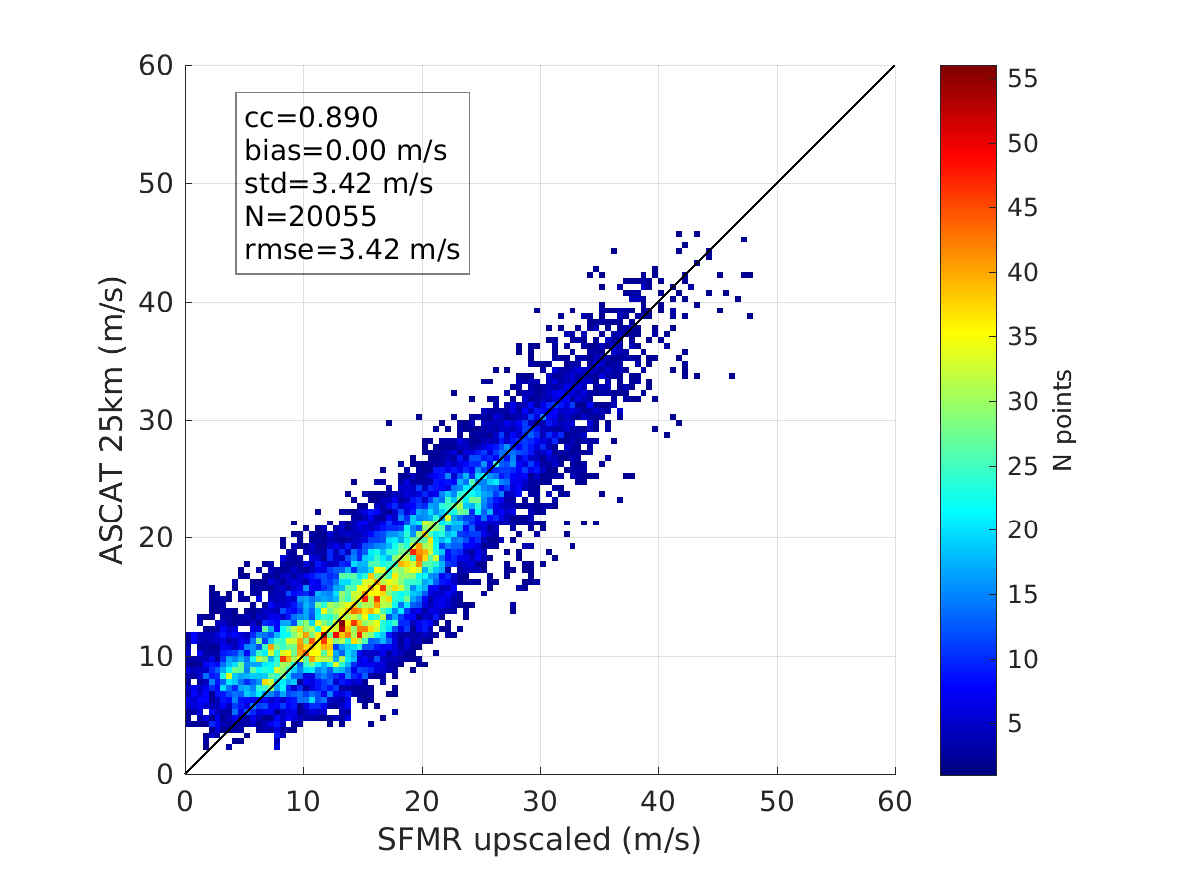 60
50
40
30
20
10
0
ASCAT 25km (m/s)
cc=0.890
bias=0.00 m/s
std=3.42 m/s
N=20055
rmse=3.42 m/s
0 10 20 30 40 50 60
SFMR upscaled (m/s)
55
50
45
40
35
30
25
20
15
10
5
N points